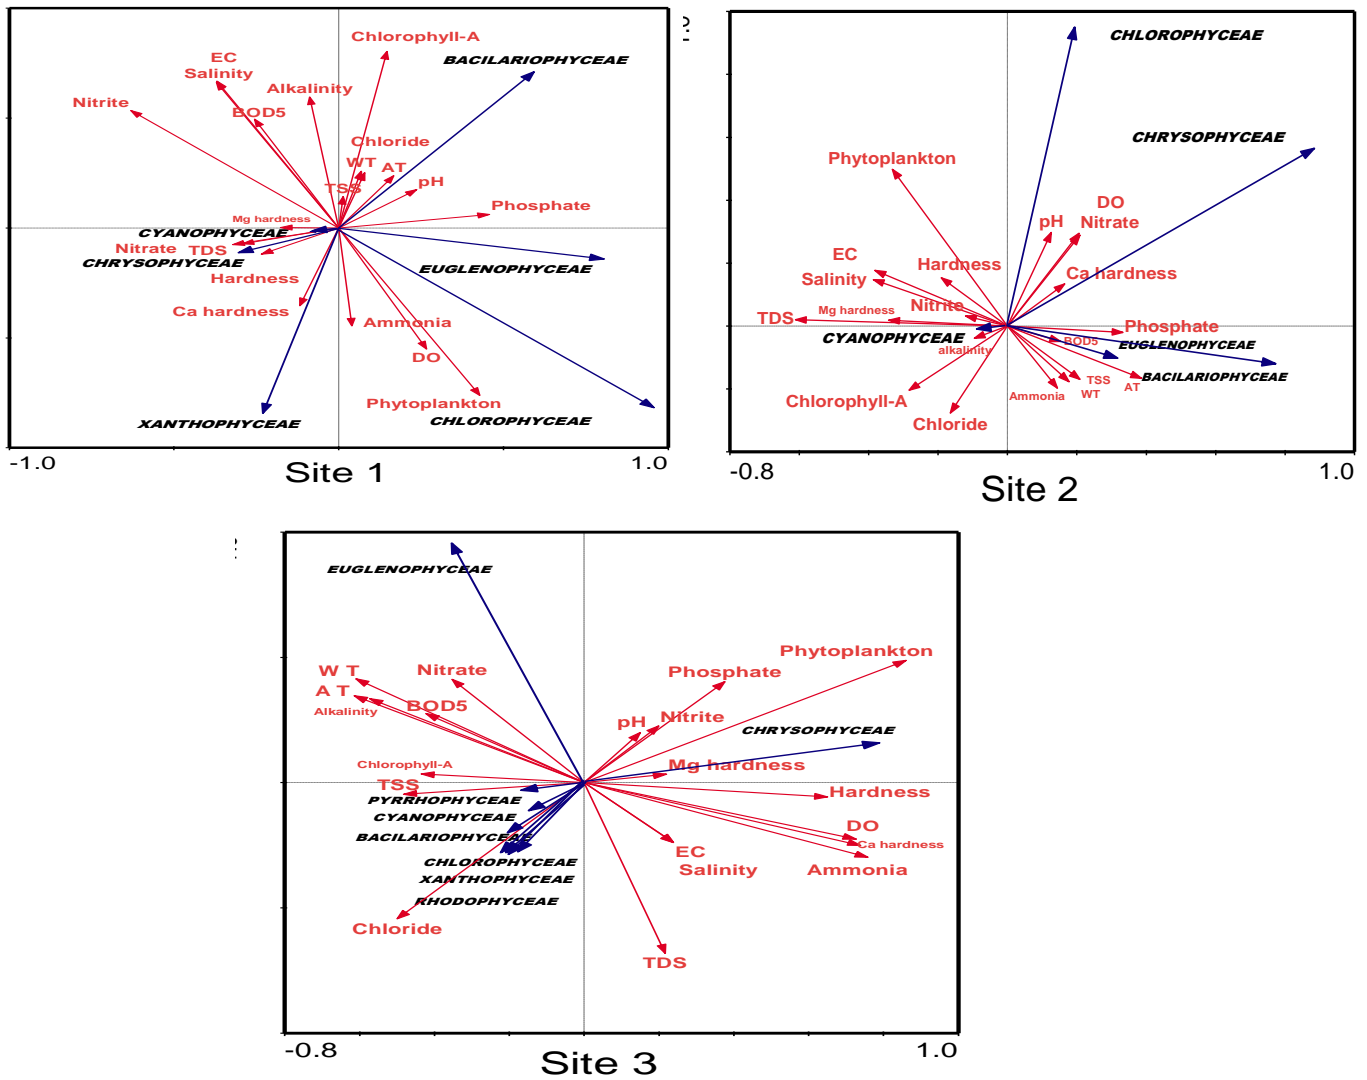 Chlorophyll-A
EC
BACILARIOPHYCEAE
Salinity
Alkalinity
Nitrite
BOD5
Chloride
WT
AT
TSS
pH
Phosphate
Mg hardness
CYANOPHYCEAE
Nitrate TDS
CHRYSOPHYCEAE
EUGLENOPHYCEAE
Hardness
Ca hardness
Ammonia
DO
Phytoplankton
XANTHOPHYCEAE
CHLOROPHYCEAE
-1.0
1.0
Site 1
CHLOROPHYCEAE
CHRYSOPHYCEAE
Phytoplankton
DO
pH Nitrate
EC
Hardness
Ca hardness
Salinity
Nitrite
Mg hardness
TDS
Phosphate
CYANOPHYCEAE
BOD5
EUGLENOPHYCEAE
alkalinity
BACILARIOPHYCEAE
TSS
AT
Ammonia
WT
Chlorophyll-A
Chloride
-0.8
1.0
Site 2
EUGLENOPHYCEAE
Phytoplankton
W T
Nitrate
Phosphate
A T
Alkalinity
BOD5
pH
Nitrite
CHRYSOPHYCEAE
Chlorophyll-A
Mg hardness
TSS
Hardness
PYRRHOPHYCEAE
CYANOPHYCEAE
DO
BACILARIOPHYCEAE
Ca hardness
EC
CHLOROPHYCEAE
Salinity
Ammonia
XANTHOPHYCEAE
RHODOPHYCEAE
Chloride
TDS
-0.8
1.0
Site 3